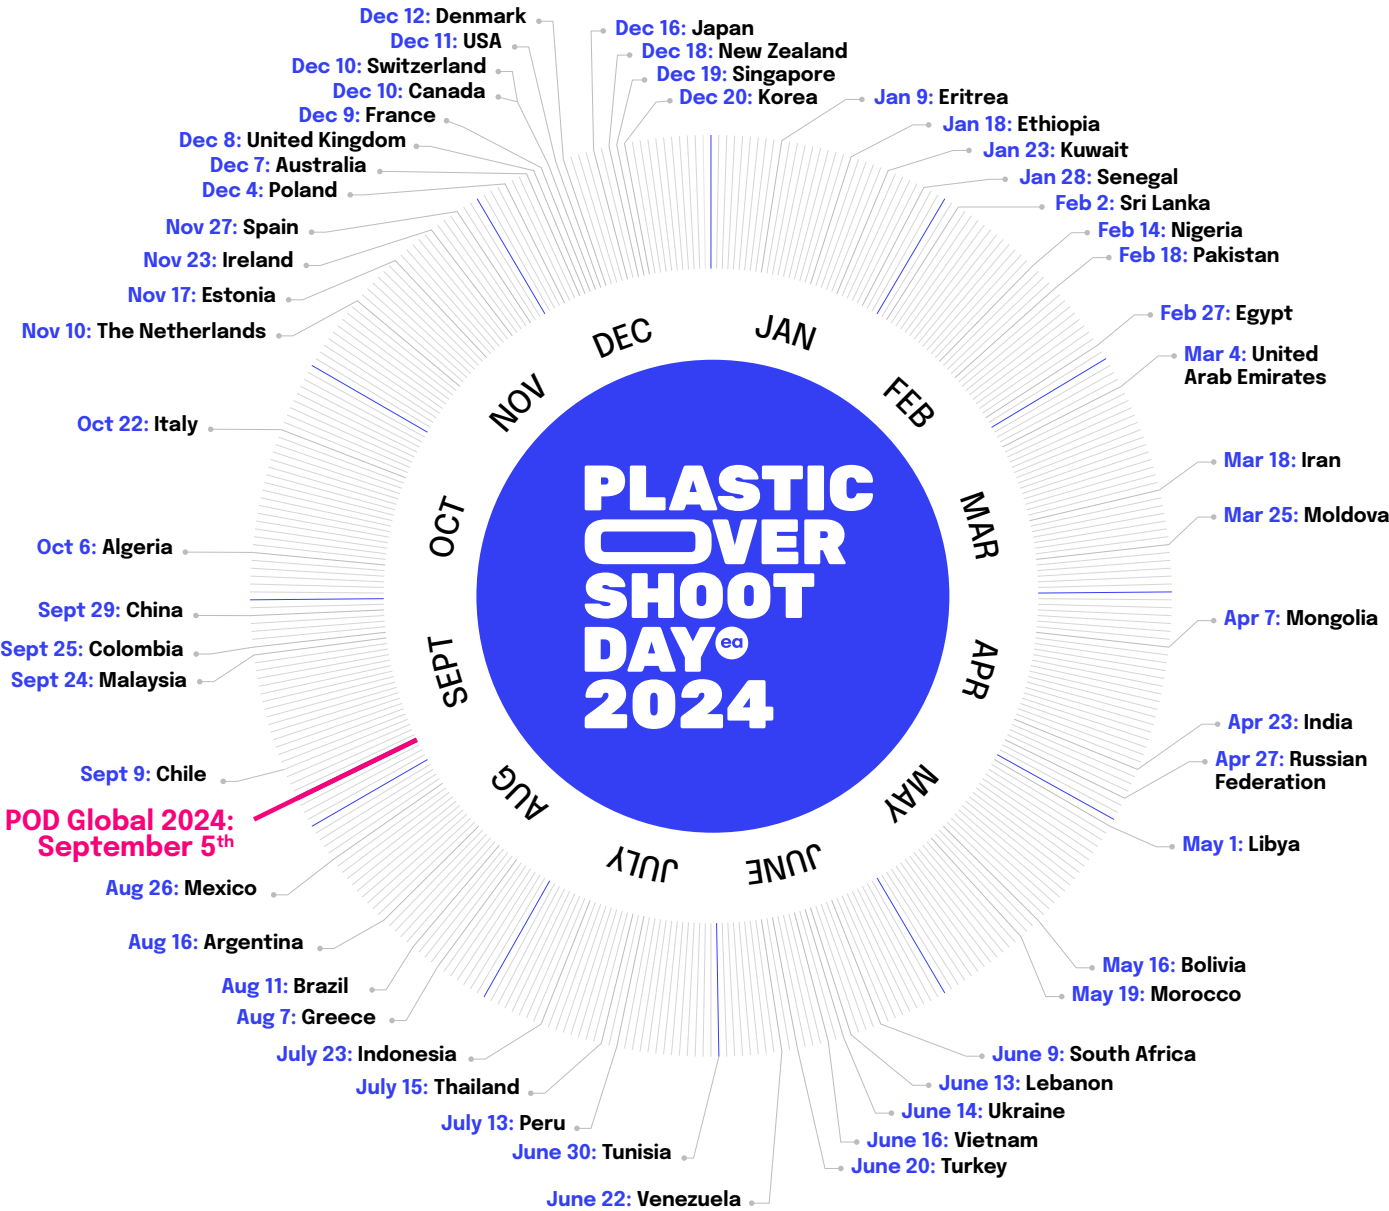 Dec 16: Japan
Dec 18: New Zealand
Dec 19: Singapore
Dec 20: Korea
Jan 9: Eritrea
Jan 18: Ethiopia
Jan 23: Kuwait
Jan 28: Senegal
Feb 2: Sri Lanka
Feb 14: Nigeria
Feb 18: Pakistan
Feb 27: Egypt
Mar 4: United
Arab Emirates
Mar 18: Iran
Mar 25: Moldova
Apr 7: Mongolia
Apr 23: India
Apr 27: Russian
Federation
May 1: Libya
May 16: Bolivia
May 19: Morocco
June 9: South Africa
June 13: Lebanon
June 14: Ukraine
June 16: Vietnam
June 20: Turkey
June 22: Venezuela
June 30: Tunisia
July 13: Peru
July 15: Thailand
July 23: Indonesia
Aug 7: Greece
Aug 11: Brazil
Aug 16: Argentina
Aug 26: Mexico
POD Global 2024:
September 5th
Sept 9: Chile
Sept 24: Malaysia
Sept 25: Colombia
Sept 29: China
Oct 6: Algeria
Oct 22: Italy
Nov 10: The Netherlands
Nov 17: Estonia
Nov 23: Ireland
Nov 27: Spain
Dec 4: Poland
Dec 7: Australia
Dec 8: United Kingdom
Dec 9: France
Dec 10: Canada
Dec 10: Switzerland
Dec 11: USA
Dec 12: Denmark
JAN
FEB
MAR
APR
MAY
JUNE
JULY
AUG
SEPT
OCT
NOV
DEC
PLASTIC
OVER
SHOOT
DAY ea
2024